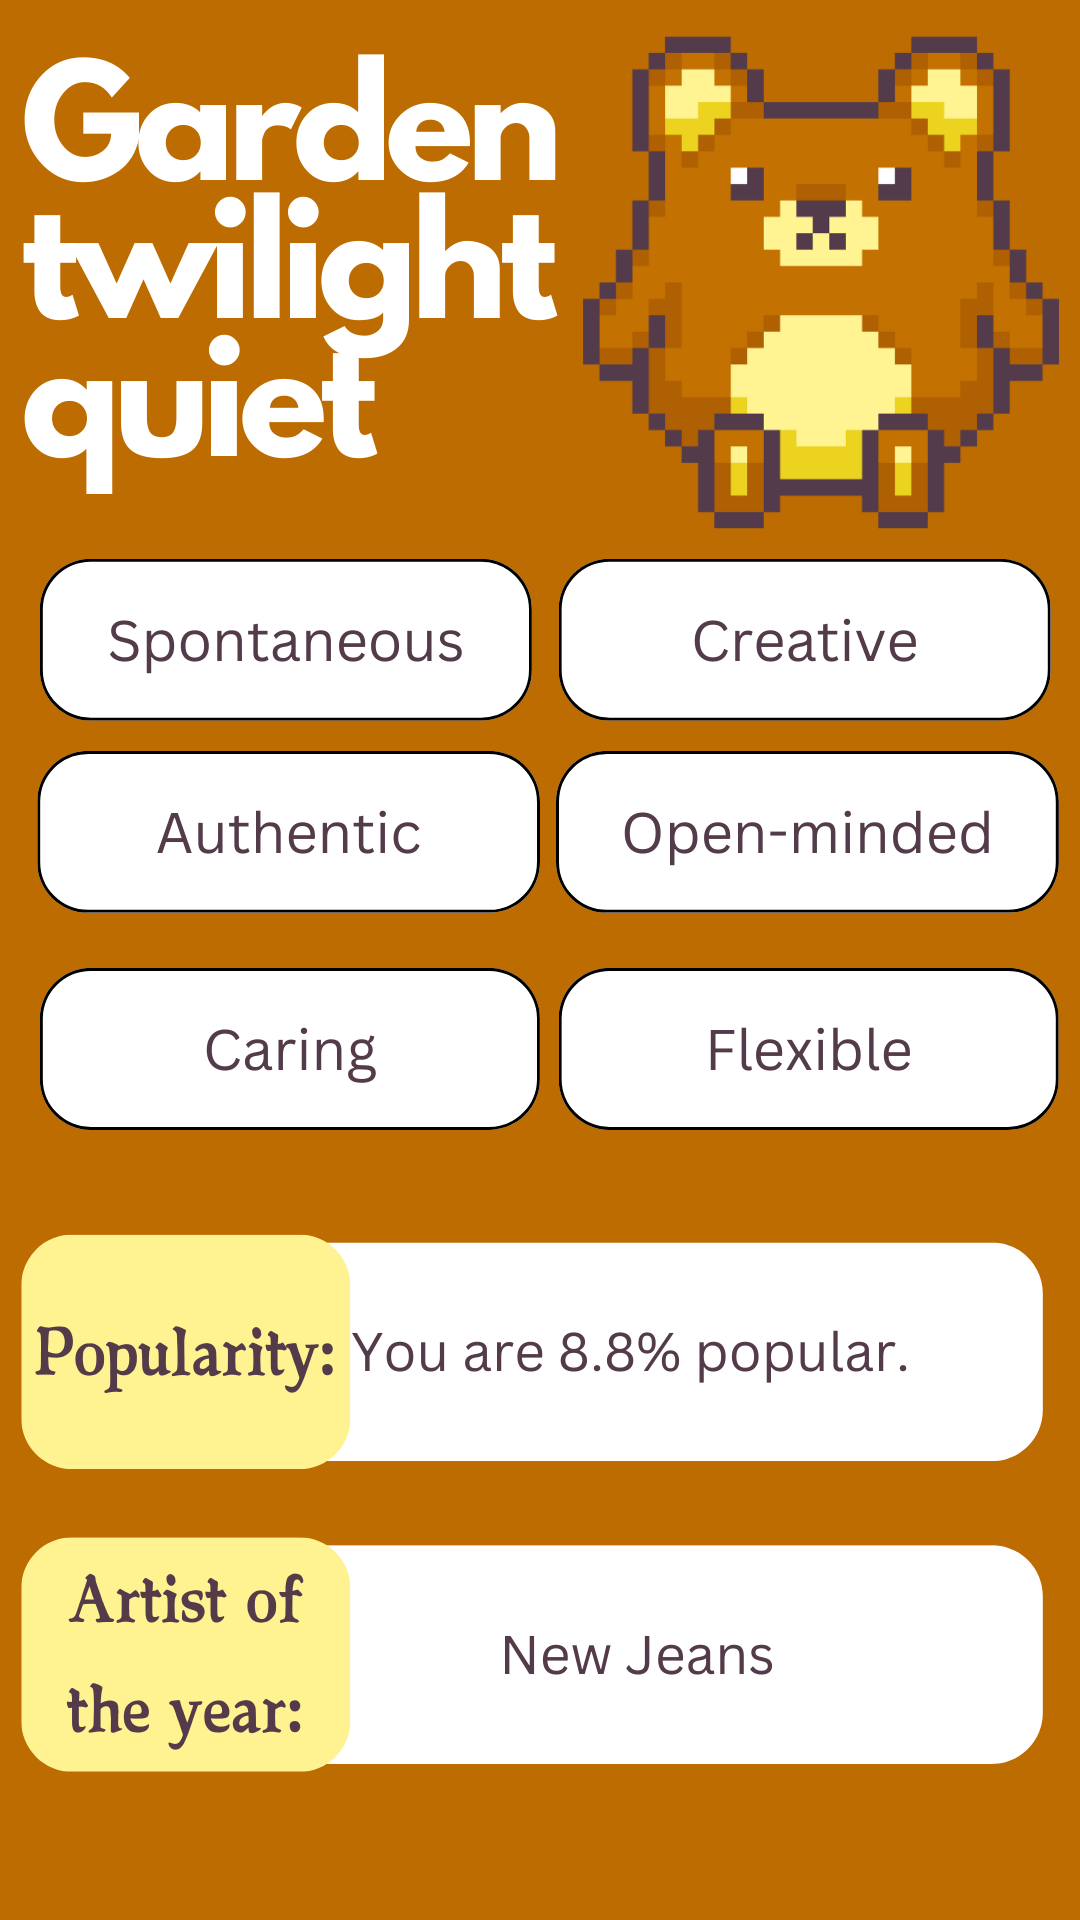 Garden
twilight
quiet
Spontaneous
Creative
Authentic
Open-minded
Caring
Flexible
Popularity:
You are 8.8% popular.
Artist of
the year:
New Jeans